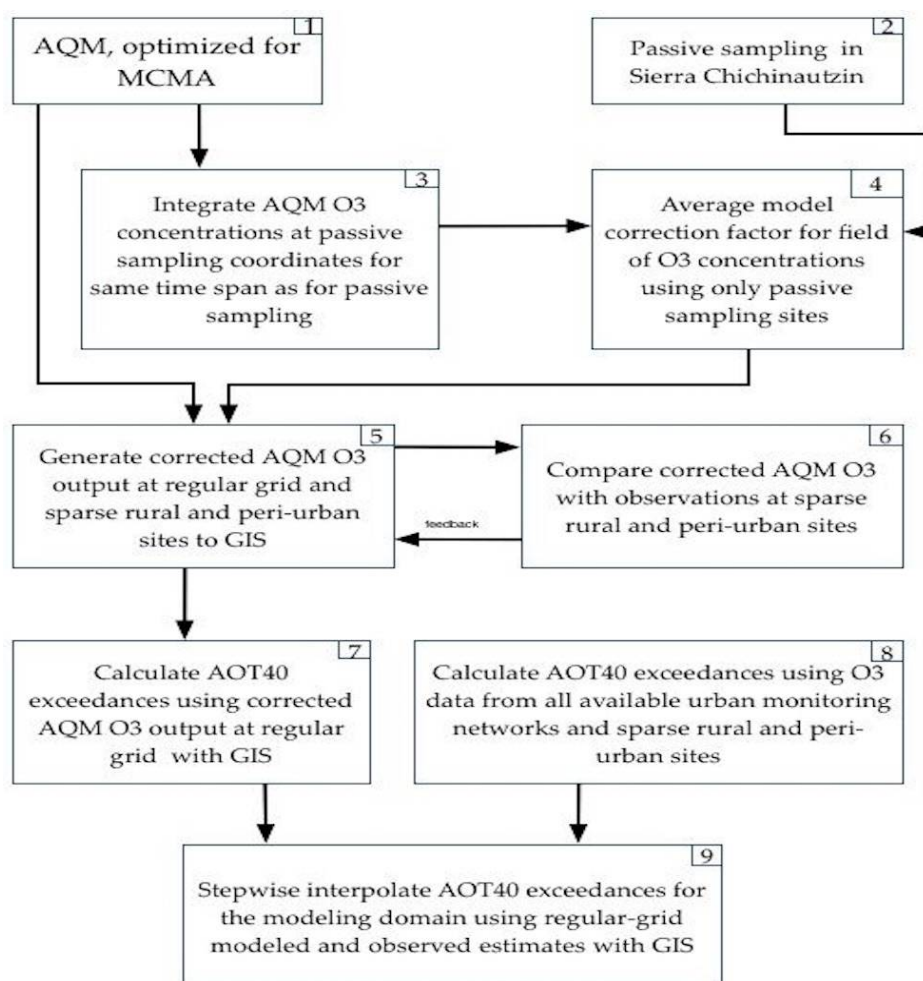 1
AQM, optimized for
MCMA
2
Passive sampling in
Sierra Chichinautzin
3
Integrate AQM O3
concentrations at passive
sampling coordinates for
same time span as for passive
sampling
4
Average model
correction factor for field
of O3 concentrations
using only passive
sampling sites
5
Generate corrected AQM O3
output at regular grid and
sparse rural and peri-urban
sites to GIS
6
Compare corrected AQM O3
with observations at sparse
rural and peri-urban sites
feedback
7
Calculate AOT40
exceedances using corrected
AQM O3 output at regular
grid with GIS
8
Calculate AOT40 exceedances using O3
data from all available urban monitoring
networks and sparse rural and peri-
urban sites
9
Stepwise interpolate AOT40 exceedances for
the modeling domain using regular-grid
modeled and observed estimates with GIS